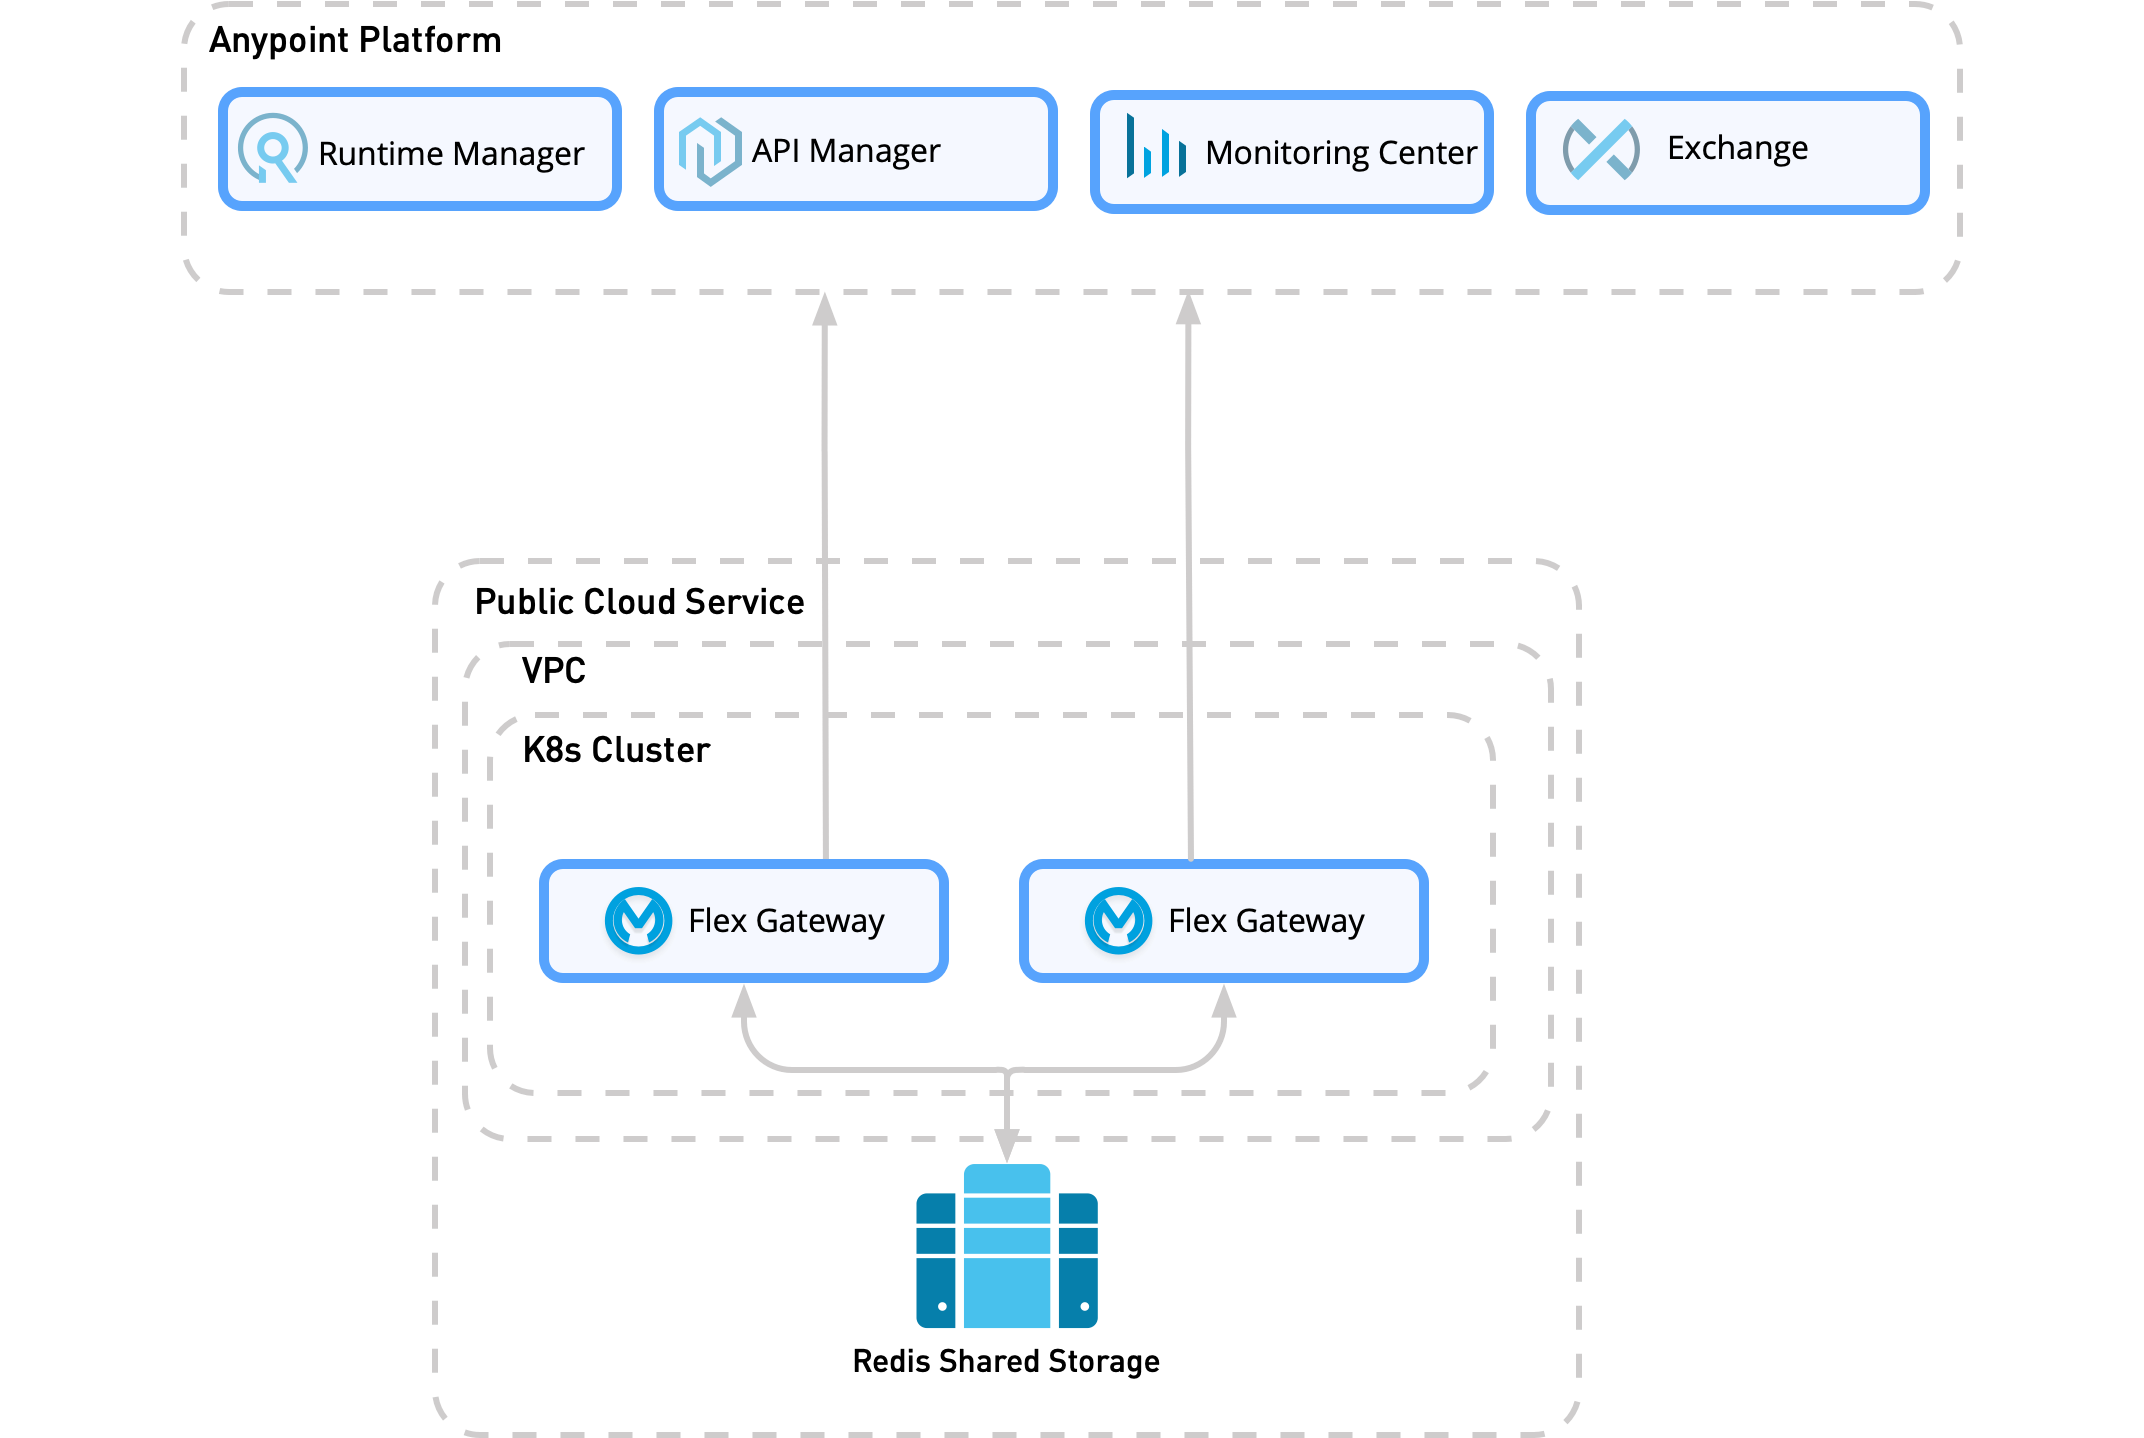 Anypoint Platform
Runtime Manager
API Manager
Monitoring Center
Exchange
Public Cloud Service
VPC
K8s Cluster
Flex Gateway
Flex Gateway
Redis Shared Storage